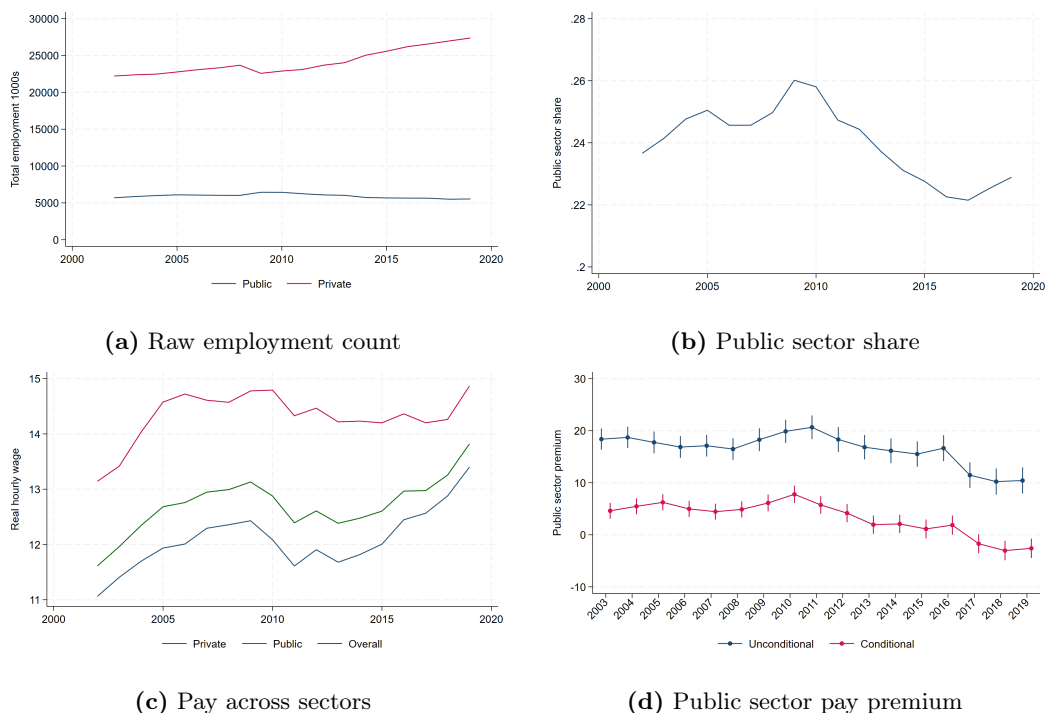 30000
25000
20000
15000
10000
5000
0
Total employment 1000s
2000 2005 2010 2015 2020
Public Private
(a) Raw employment count
.28
.26
.24
.22
.2
Public sector share
2000 2005 2010 2015 2020
(b) Public sector share
15
14
13
12
11
Real hourly wage
2000 2005 2010 2015 2020
Private Public Overall
(c) Pay across sectors
30
20
10
0
-10
Public sector premium
2003 2004 2005 2006 2007 2008 2009 2010 2011 2012 2013 2014 2015 2016 2017 2018 2019
Unconditional Conditional
(d) Public sector pay premium